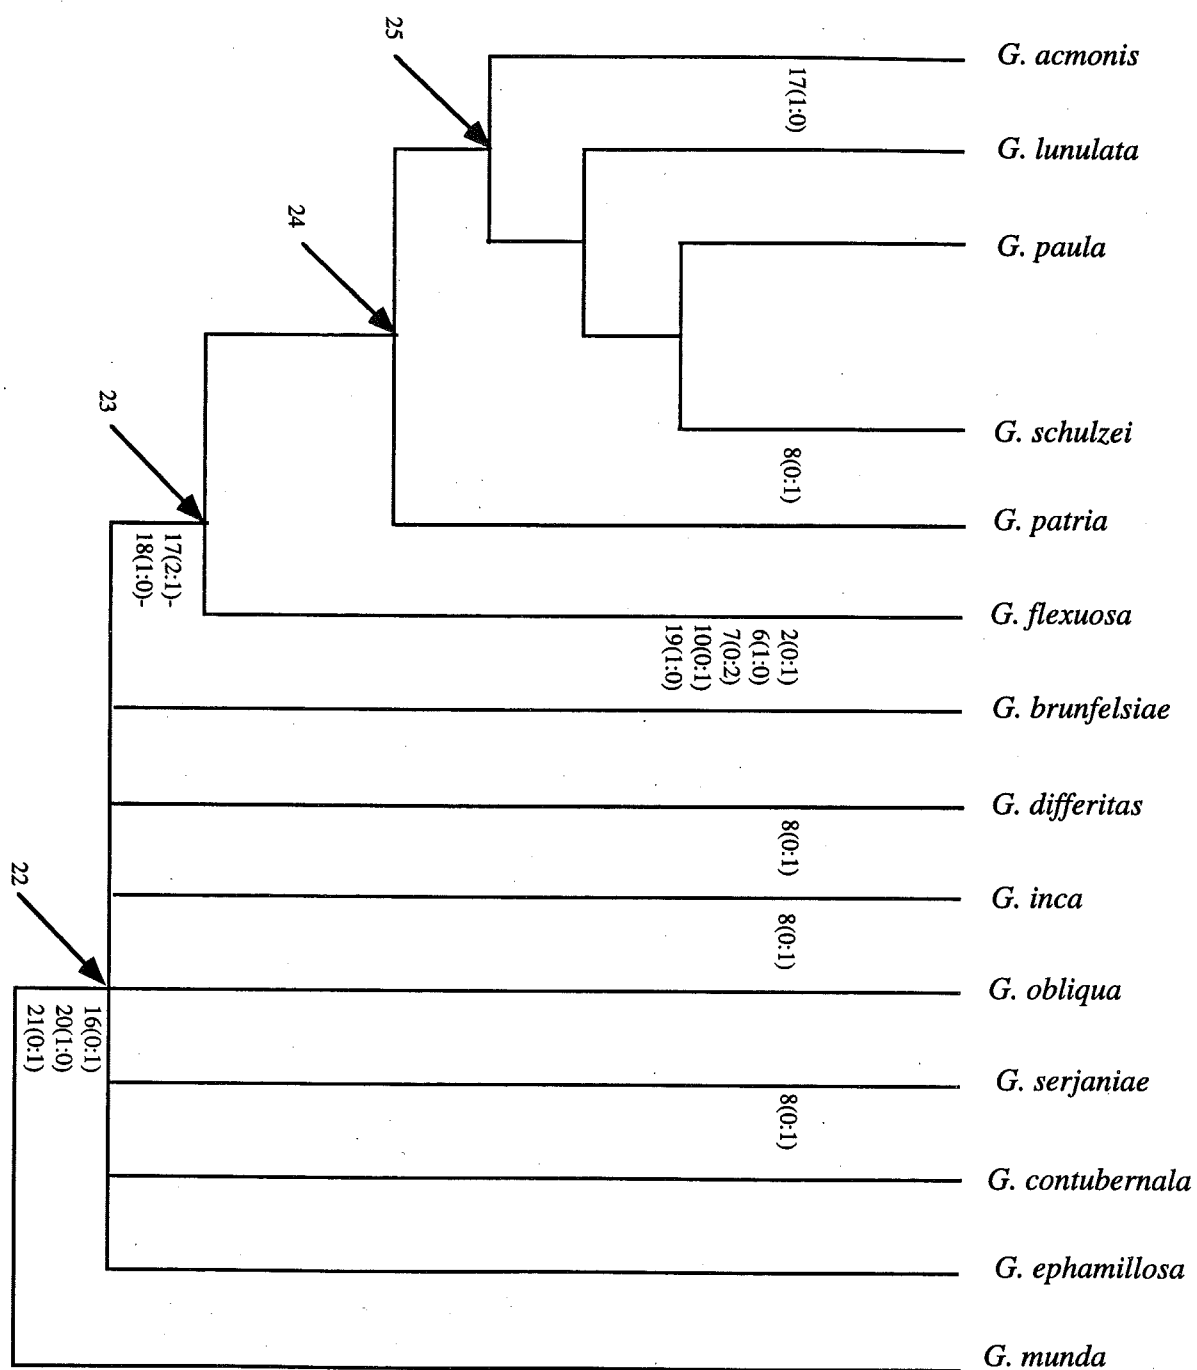 25
G. acmonis
17(1:0)
G. lunulata
24
G. paula
G. schulzei
8(0:1)
23
G. patria
17(2:1)-
18(1:0)-
G. flexuosa
2(0:1)
6(1:0)
7(0:2)
10(0:1)
19(1:0)
G. brunfelsiae
G. differitas
8(0:1)
22
G. inca
8(0:1)
G. obliqua
16(0:1)
20(1:0)
21(0:1)
G. serjaniae
8(0:1)
G. contubernala
G. ephamillosa
G. munda